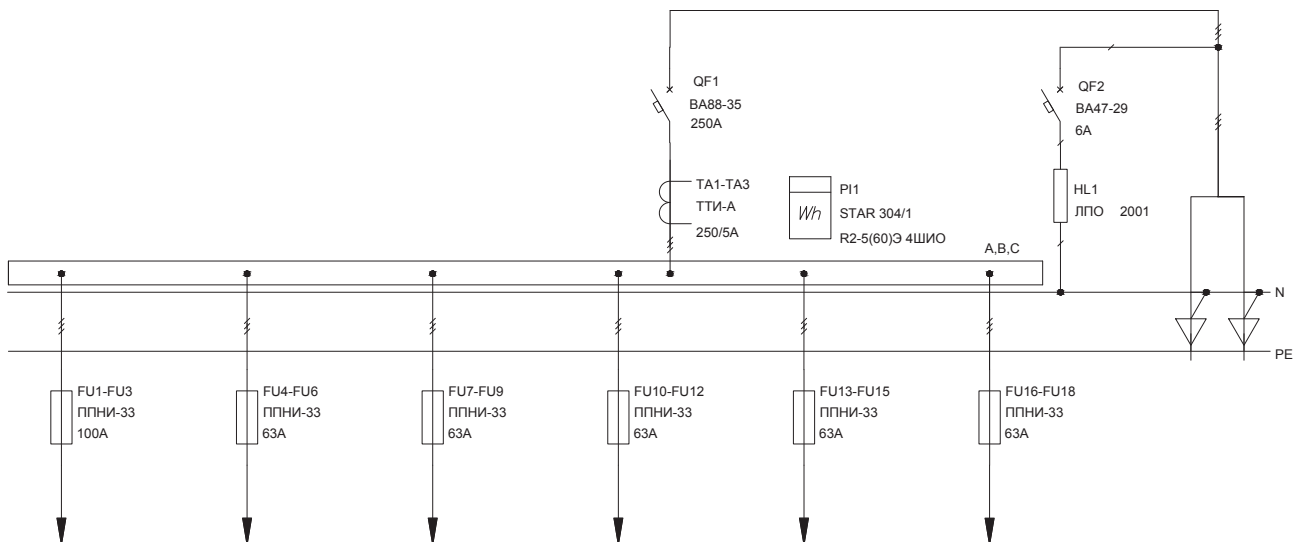 QF1
ВА88-35
250А
QF2
ВА47-29
6А
ТА1-ТА3
ТТИ-А
250/5А
Wh
PI1
STAR 304/1
R2-5(60)Э 4ШИО
HL1
ЛПО 2001
А,В,С
N
PE
FU1-FU3
ППНИ-33
100А
FU4-FU6
ППНИ-33
63А
FU7-FU9
ППНИ-33
63А
FU10-FU12
ППНИ-33
63А
FU13-FU15
ППНИ-33
63А
FU16-FU18
ППНИ-33
63А